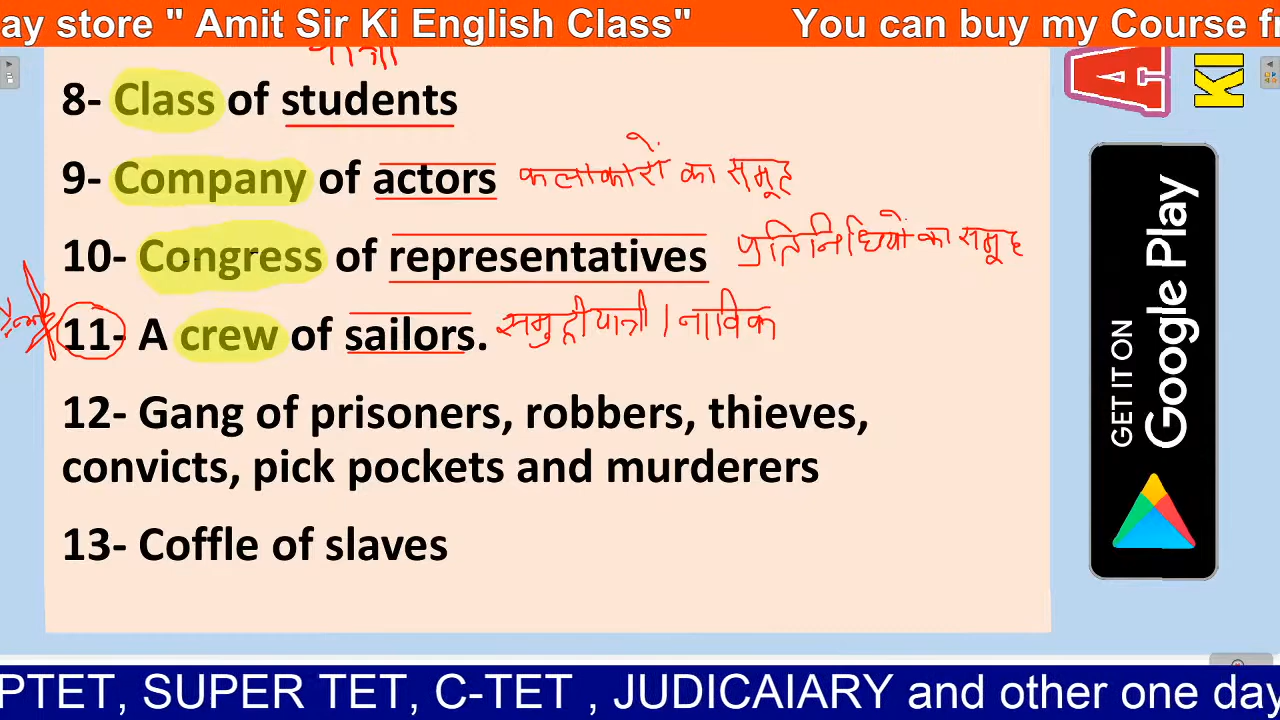 ay store " Amit Sir Ki English Class" You can buy my Course fr
8- Class of students
9- Company of actors कलाकारों का समूह
10- Congress of representatives प्रतिनिधियों का समूह
11- A crew of sailors. समुद्रीयात्री / नाविक
12- Gang of prisoners, robbers, thieves,
convicts, pick pockets and murderers
13- Coffle of slaves
A
KI
GET IT ON
Google Play
PTET, SUPER TET, C-TET , JUDICAIARY and other one day